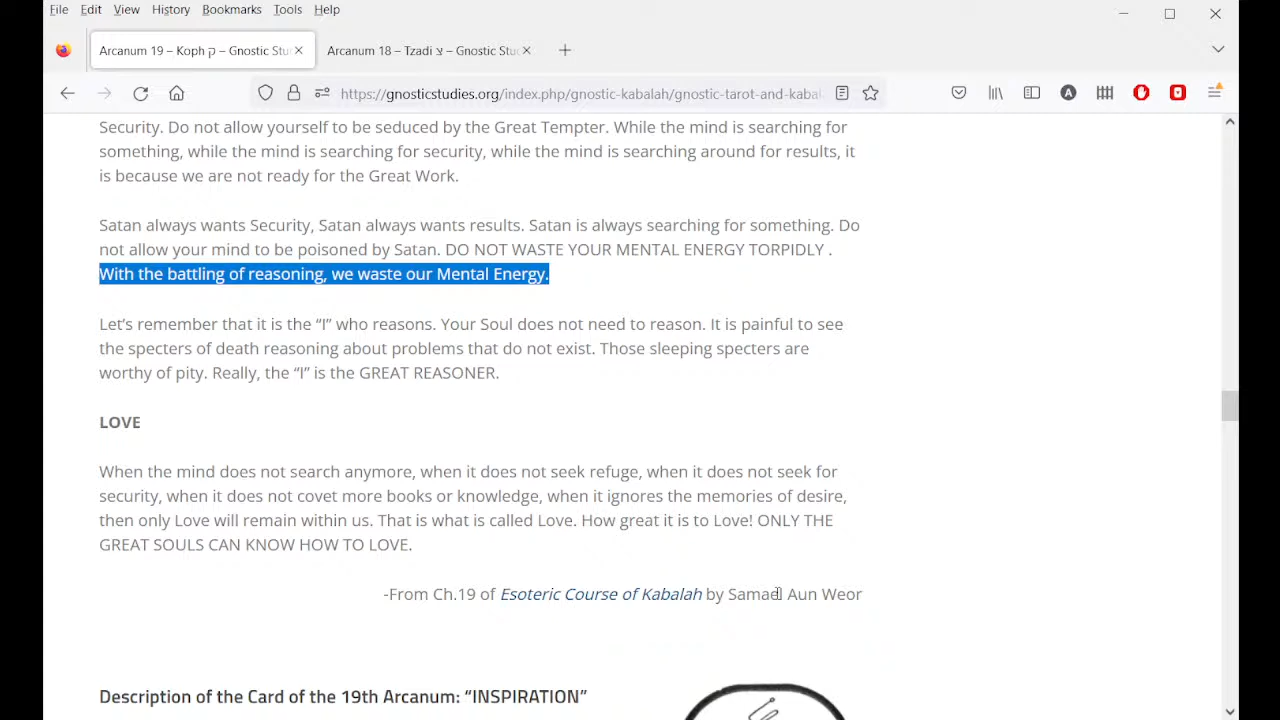 File Edit View History Bookmarks Tools Help
Arcanum 19 – Koph ק – Gnostic Stu
Arcanum 18 – Tzadi צ – Gnostic Stu
https://gnosticstudies.org/index.php/gnostic-kabalah/gnostic-tarot-and-kabal
Security. Do not allow yourself to be seduced by the Great Tempter. While the mind is searching for
something, while the mind is searching for security, while the mind is searching around for results, it
is because we are not ready for the Great Work.
Satan always wants Security, Satan always wants results. Satan is always searching for something. Do
not allow your mind to be poisoned by Satan. DO NOT WASTE YOUR MENTAL ENERGY TORPIDLY .
With the battling of reasoning, we waste our Mental Energy.
Let’s remember that it is the “I” who reasons. Your Soul does not need to reason. It is painful to see
the specters of death reasoning about problems that do not exist. Those sleeping specters are
worthy of pity. Really, the “I” is the GREAT REASONER.
LOVE
When the mind does not search anymore, when it does not seek refuge, when it does not seek for
security, when it does not covet more books or knowledge, when it ignores the memories of desire,
then only Love will remain within us. That is what is called Love. How great it is to Love! ONLY THE
GREAT SOULS CAN KNOW HOW TO LOVE.
-From Ch.19 of Esoteric Course of Kabalah by Samael Aun Weor
Description of the Card of the 19th Arcanum: “INSPIRATION”